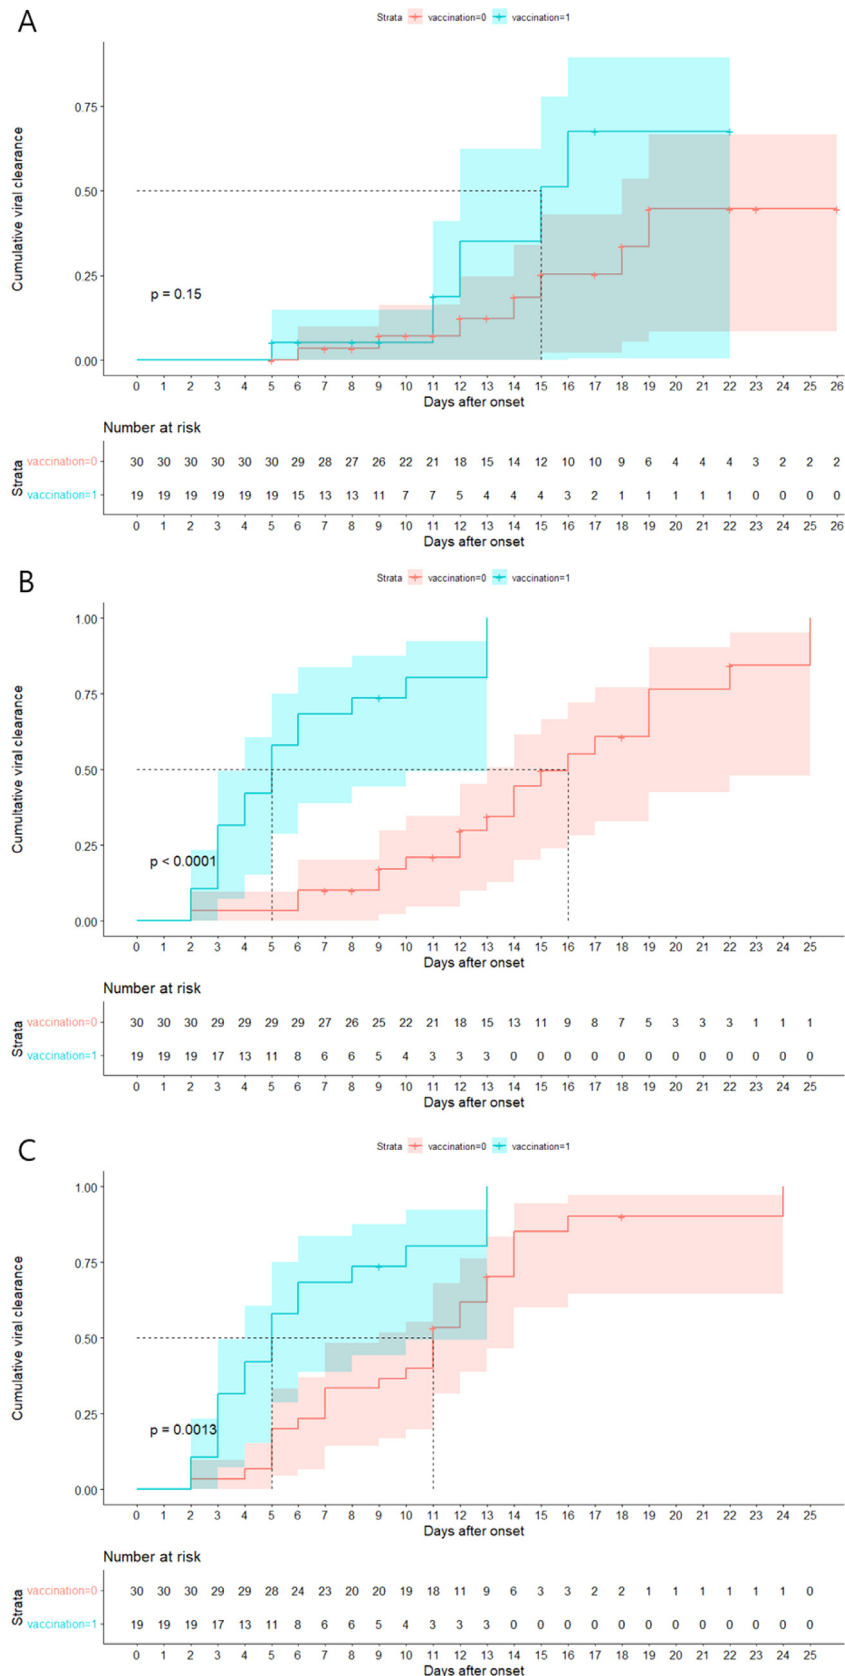 A
Strata vaccination=0 vaccination=1
Cumulative viral clearance
0.75
0.50
0.25
0.00
p = 0.15
0 1 2 3 4 5 6 7 8 9 10 11 12 13 14 15 16 17 18 19 20 21 22 23 24 25 26
Days after onset
Number at risk
Strata
vaccination=0 30 30 30 30 30 30 29 28 27 26 22 21 18 15 14 12 10 10 9 6 4 4 4 3 2 2 2
vaccination=1 19 19 19 19 19 19 15 13 13 11 7 7 5 4 4 4 3 2 1 1 1 1 1 0 0 0 0
0 1 2 3 4 5 6 7 8 9 10 11 12 13 14 15 16 17 18 19 20 21 22 23 24 25 26
Days after onset
B
Strata vaccination=0 vaccination=1
Cumultative viral clearance
1.00
0.75
0.50
0.25
0.00
p < 0.0001
0 1 2 3 4 5 6 7 8 9 10 11 12 13 14 15 16 17 18 19 20 21 22 23 24 25
Days after onset
Number at risk
Strata
vaccination=0 30 30 30 29 29 29 29 27 26 25 22 21 18 15 13 11 9 8 7 5 3 3 3 1 1 1
vaccination=1 19 19 19 17 13 11 8 6 6 5 4 3 3 3 0 0 0 0 0 0 0 0 0 0 0 0
0 1 2 3 4 5 6 7 8 9 10 11 12 13 14 15 16 17 18 19 20 21 22 23 24 25
Days after onset
C
Strata vaccination=0 vaccination=1
Cumulative viral clearance
1.00
0.75
0.50
0.25
0.00
p = 0.0013
0 1 2 3 4 5 6 7 8 9 10 11 12 13 14 15 16 17 18 19 20 21 22 23 24 25
Days after onset
Number at risk
Strata
vaccination=0 30 30 30 29 29 28 24 23 20 20 19 18 11 9 6 3 3 2 2 1 1 1 1 1 1 0
vaccination=1 19 19 19 17 13 11 8 6 6 5 4 3 3 3 0 0 0 0 0 0 0 0 0 0 0 0
0 1 2 3 4 5 6 7 8 9 10 11 12 13 14 15 16 17 18 19 20 21 22 23 24 25
Days after onset